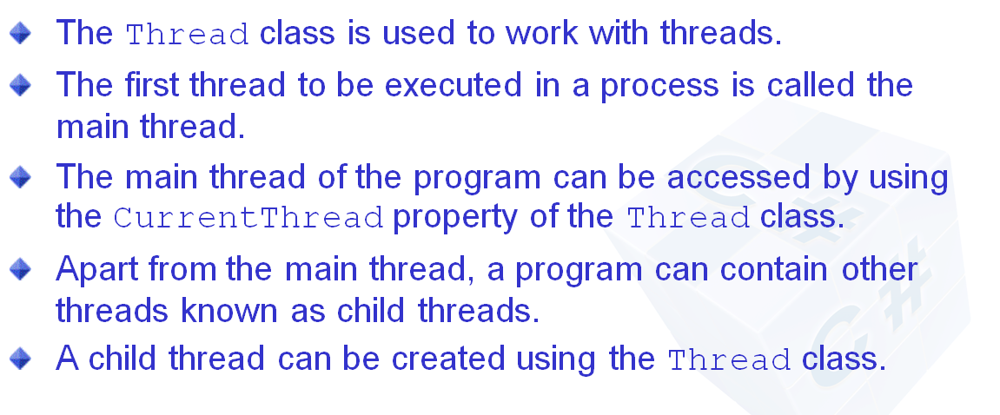 The Thread class is used to work with threads.
The first thread to be executed in a process is called the
main thread.
The main thread of the program can be accessed by using
the CurrentThread property of the Thread class.
Apart from the main thread, a program can contain other
threads known as child threads.
A child thread can be created using the Thread class.
C#
C#